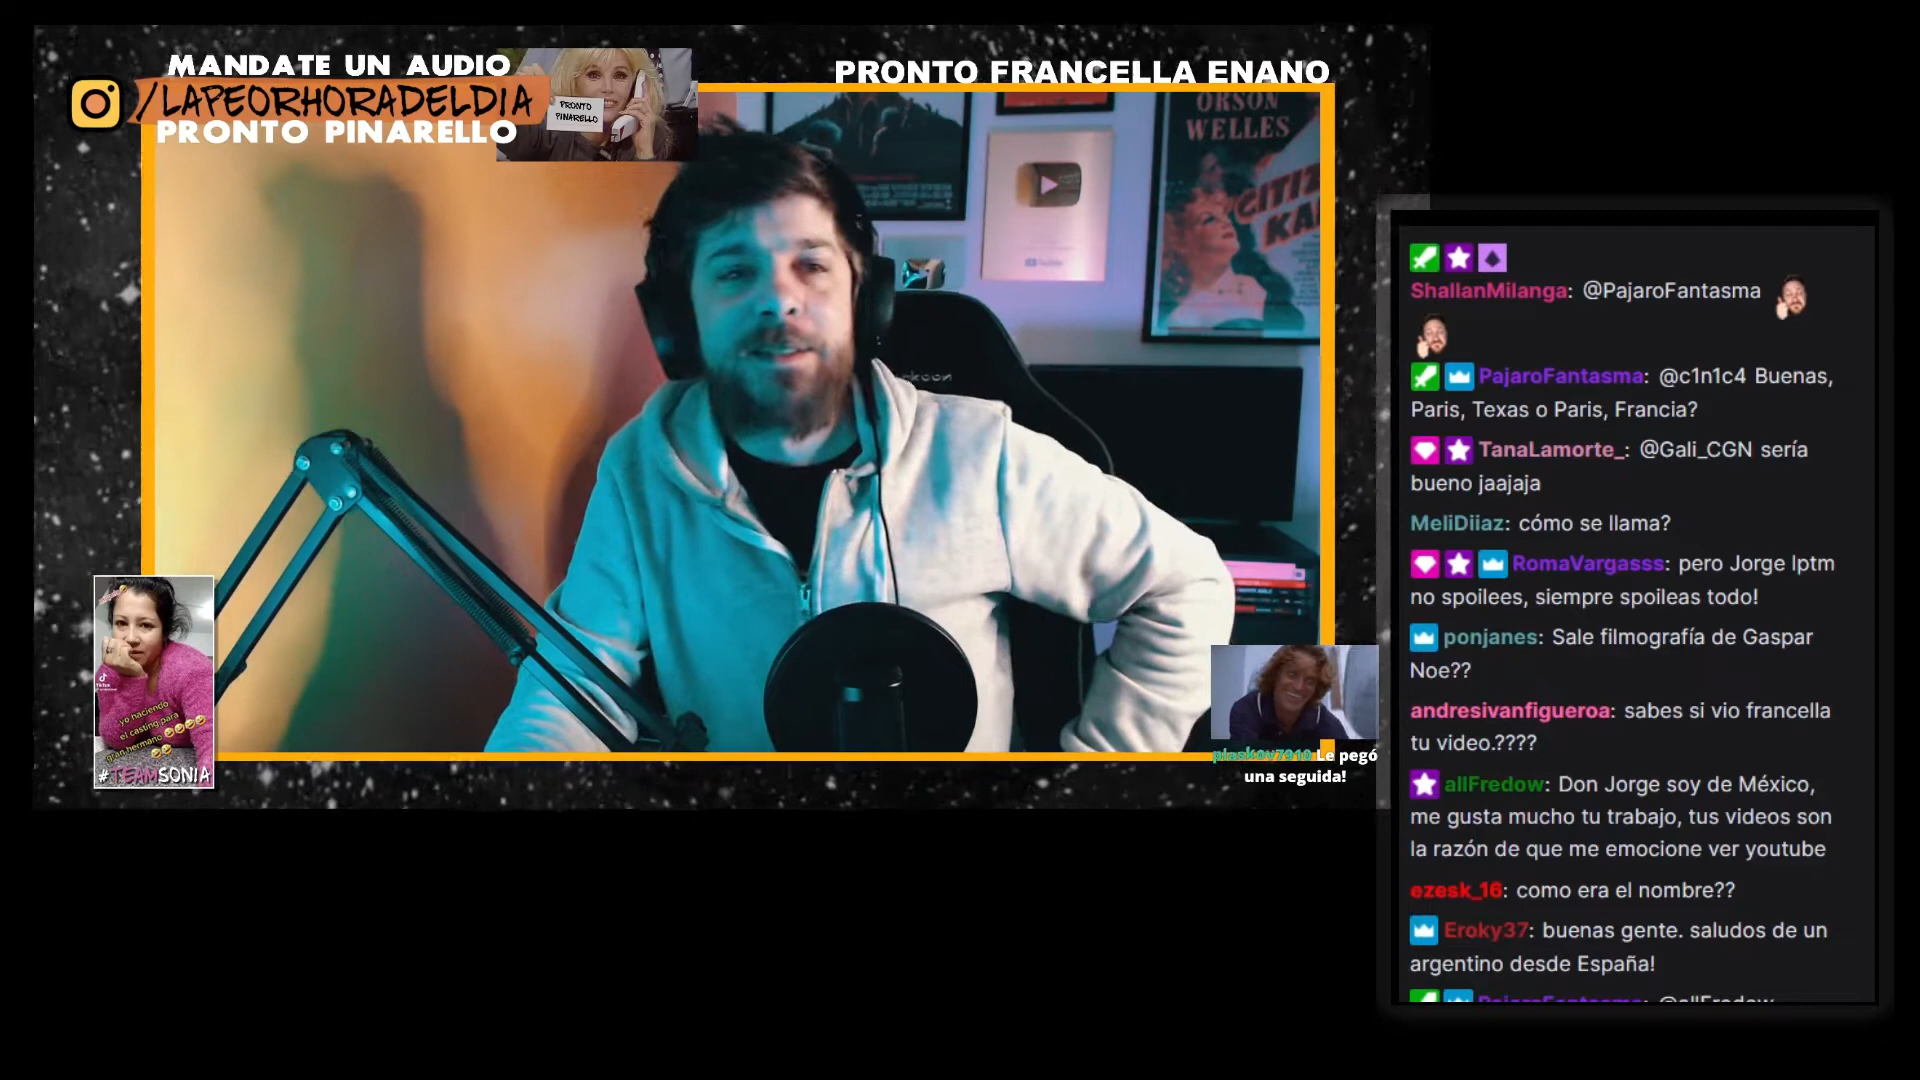 MANDATE UN AUDIO
/LAPEORHORADELDIA
PRONTO PINARELLO
PRONTO
PINARELLO
PRONTO FRANCELLA ENANO
ORSON
WELLES
YouTube
yo haciendo
el casting para
gran hermano
#TEAMSONIA
Le pegó
una seguida!
ShallanMilanga: @PajaroFantasma
PajaroFantasma: @c1n1c4 Buenas,
Paris, Texas o Paris, Francia?
TanaLamorte_: @Gali_CGN sería
bueno jaajaja
MeliDiiaz: cómo se llama?
RomaVargasss: pero Jorge lptm
no spoilees, siempre spoileas todo!
ponjanes: Sale filmografía de Gaspar
Noe??
andresivanfigueroa: sabes si vio francella
tu video.????
allFredow: Don Jorge soy de México,
me gusta mucho tu trabajo, tus videos son
la razón de que me emocione ver youtube
ezesk_16: como era el nombre??
Eroky37: buenas gente. saludos de un
argentino desde España!
PajaroFantasma: @allFredow